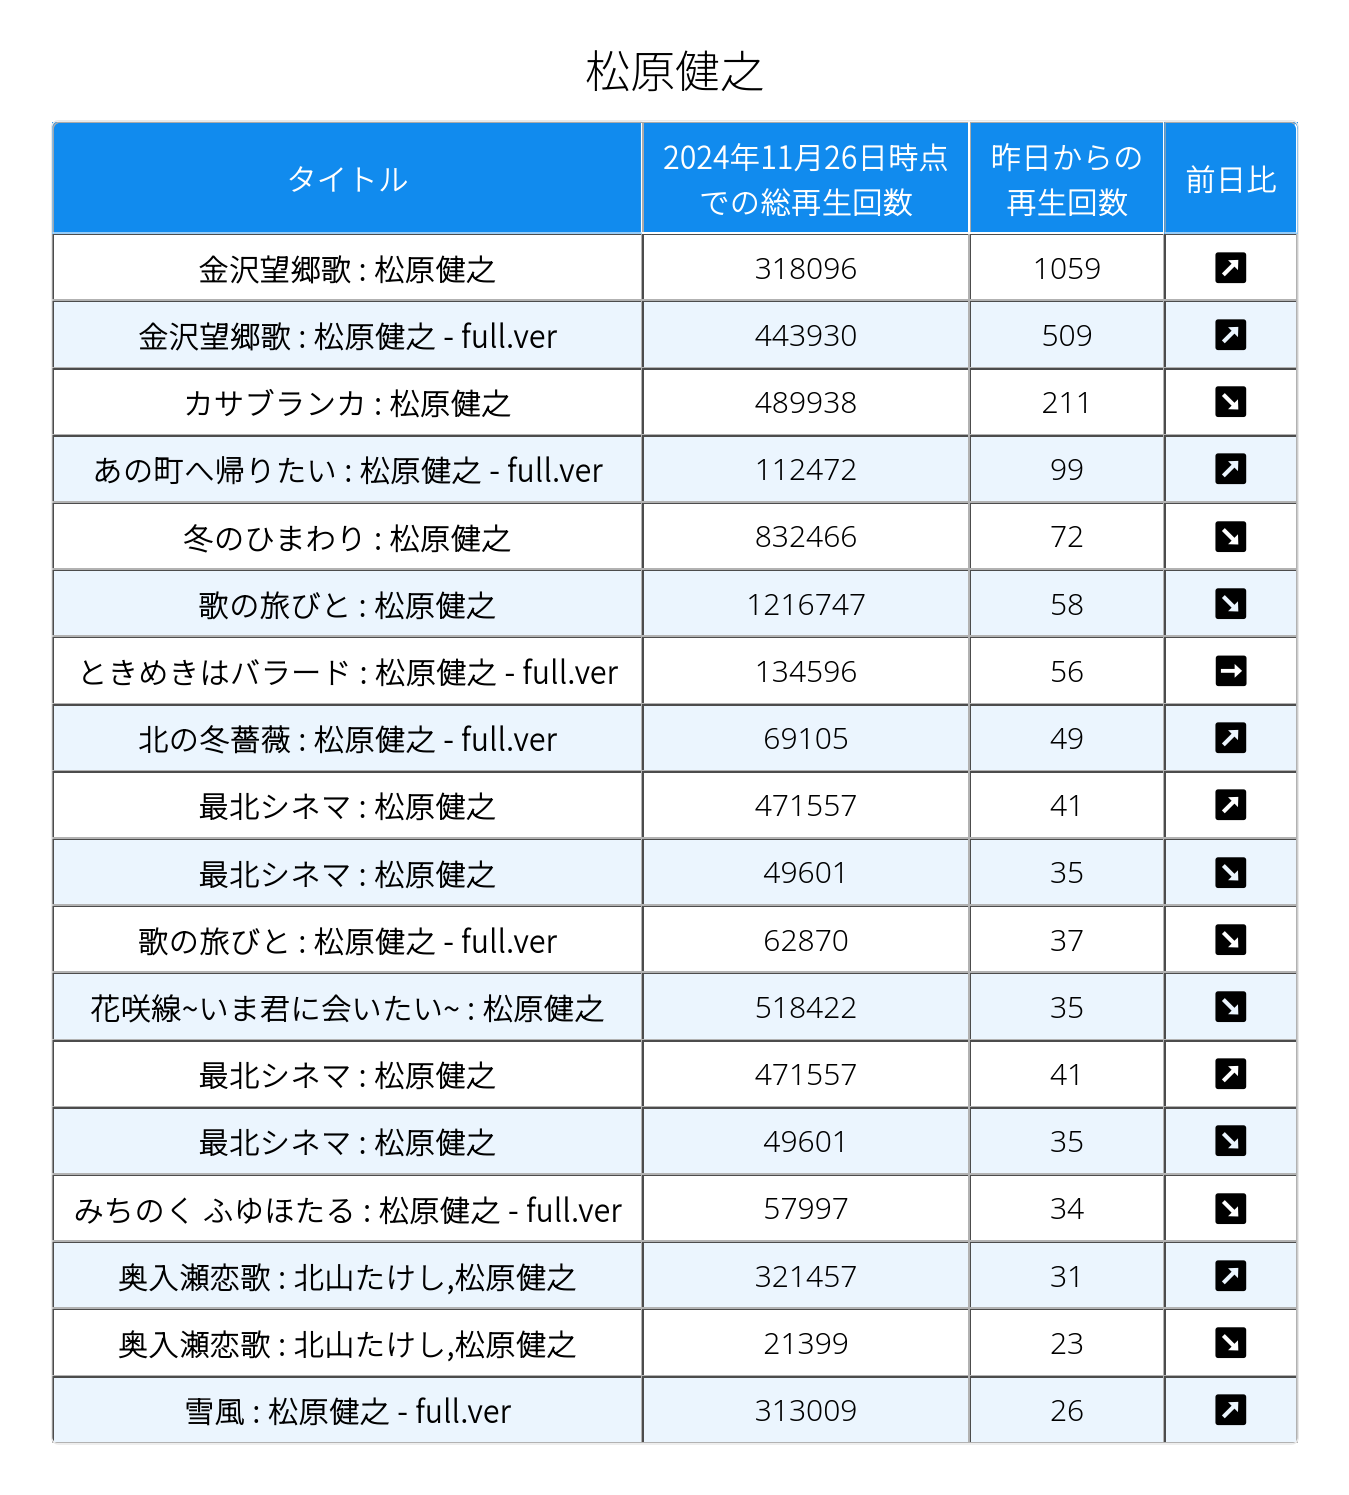 松原健之
タイトル 2024年11月26日時点での総再生回数 昨日からの再生回数 前日比
金沢望郷歌 : 松原健之 318096 1059 ↗
金沢望郷歌 : 松原健之 - full.ver 443930 509 ↗
カサブランカ : 松原健之 489938 211 ↘
あの町へ帰りたい : 松原健之 - full.ver 112472 99 ↗
冬のひまわり : 松原健之 832466 72 ↘
歌の旅びと : 松原健之 1216747 58 ↘
ときめきはバラード : 松原健之 - full.ver 134596 56 →
北の冬薔薇 : 松原健之 - full.ver 69105 49 ↗
最北シネマ : 松原健之 471557 41 ↗
最北シネマ : 松原健之 49601 35 ↘
歌の旅びと : 松原健之 - full.ver 62870 37 ↘
花咲線~いま君に会いたい~ : 松原健之 518422 35 ↘
最北シネマ : 松原健之 471557 41 ↗
最北シネマ : 松原健之 49601 35 ↘
みちのく ふゆほたる : 松原健之 - full.ver 57997 34 ↘
奥入瀬恋歌 : 北山たけし,松原健之 321457 31 ↗
奥入瀬恋歌 : 北山たけし,松原健之 21399 23 ↘
雪風 : 松原健之 - full.ver 313009 26 ↗